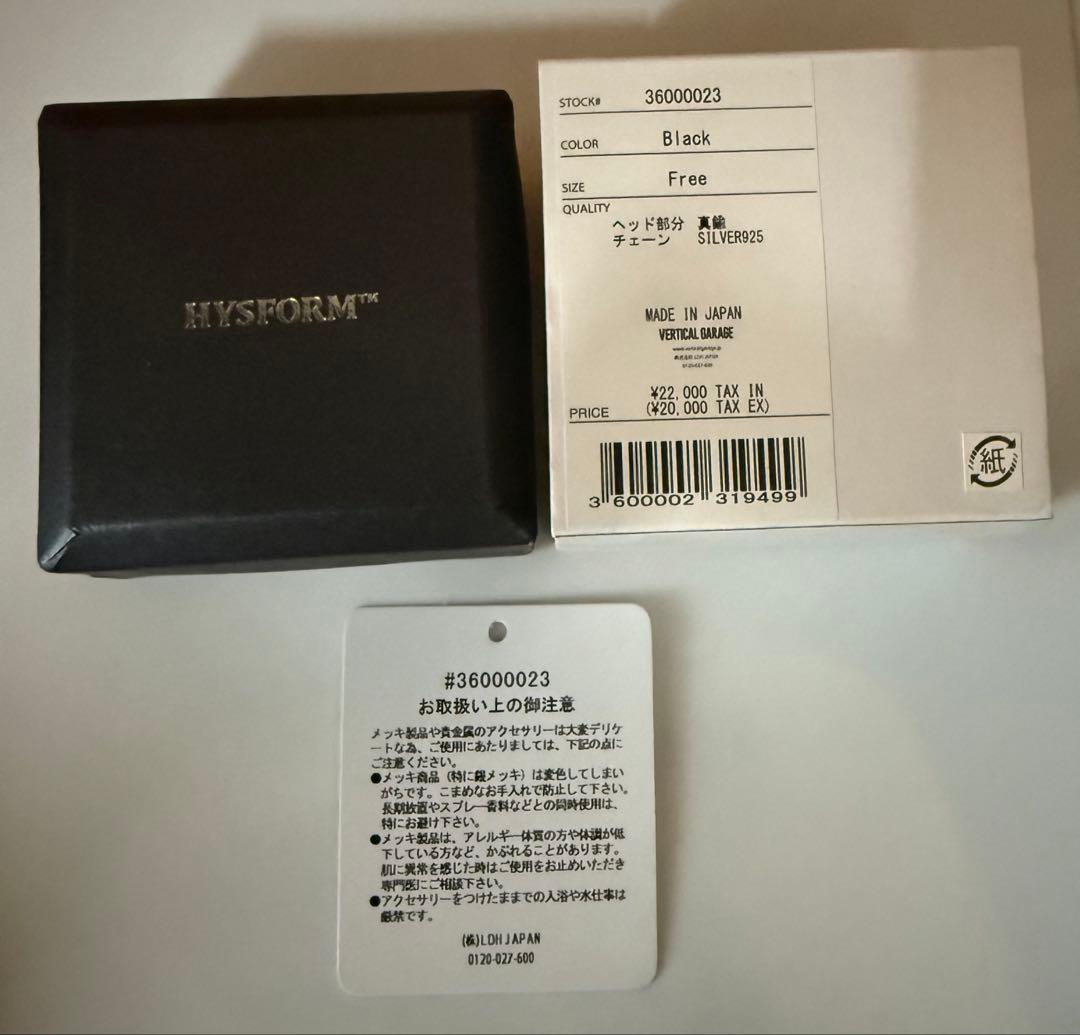 HYSFORM™
STOCK# 36000023
COLOR Black
SIZE Free
QUALITY
ヘッド部分 真鍮
チェーン SILVER925
MADE IN JAPAN
VERTICAL GARAGE
株式会社 LDH JAPAN
0120-027-600
¥22,000 TAX IN
PRICE (¥20,000 TAX EX)
3 600002 319499
紙
#36000023
お取扱い上の御注意
メッキ製品や貴金属のアクセサリーは大変デリケ
ートな為、ご使用にあたりましては、下記の点に
ご注意ください。
●メッキ商品（特に銀メッキ）は変色してしまい
がちです。こまめなお手入れで防止して下さい。
長期放置やスプレー香料などとの同時使用は、
特にお避け下さい。
●メッキ製品は、アレルギー体質の方や体調が低
下している方など、かぶれることがあります。
肌に異常を感じた時はご使用をお止めいただき
専門医にご相談下さい。
●アクセサリーをつけたままでの入浴や水仕事は
厳禁です。
(株)LDH JAPAN
0120-027-600